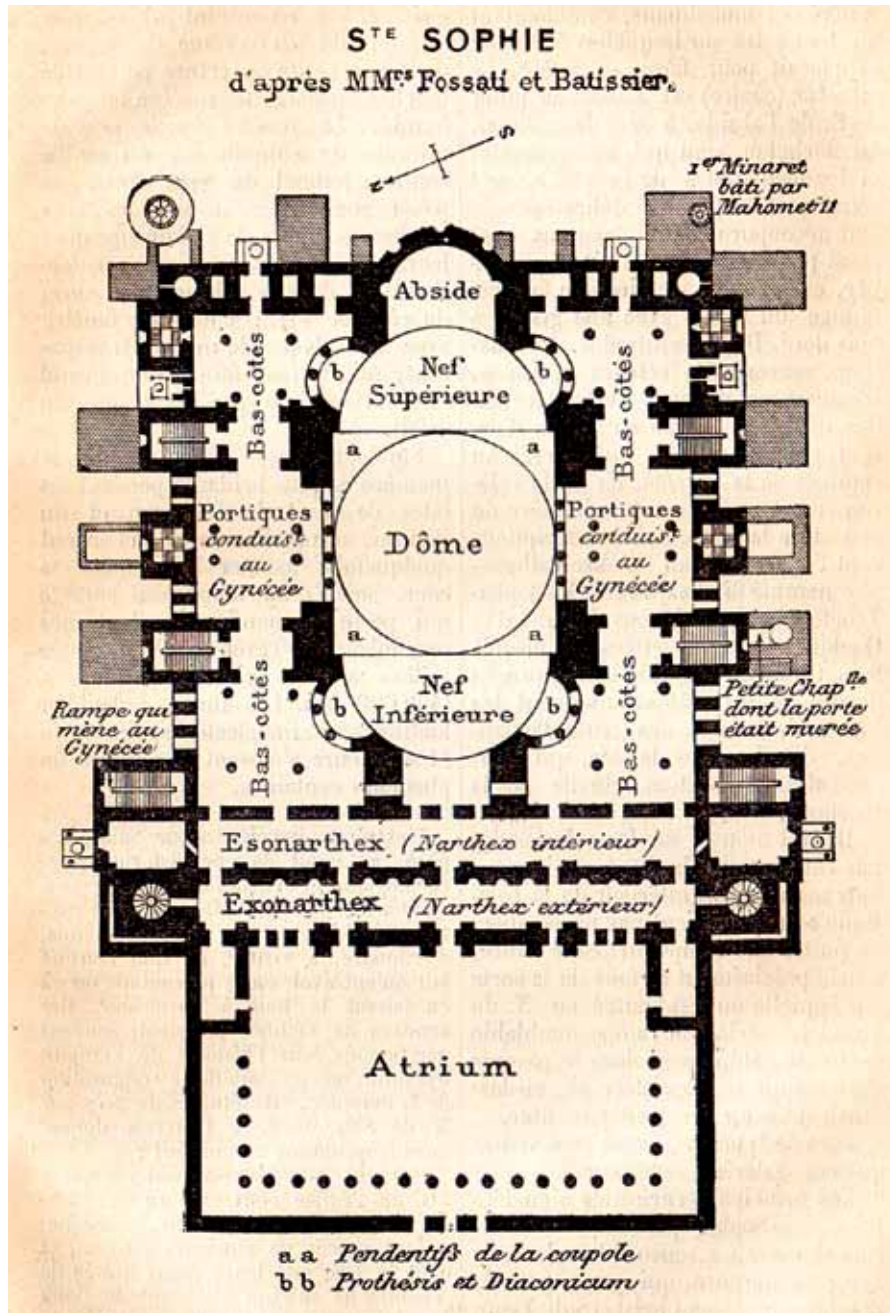 STE SOPHIE
d'après MMrs Fossati et Batissier.
S
N
1er Minaret
bâti par
Mahomet II
Abside
b
Nef
Supérieure
b
Bas-côtés
Bas-côtés
a
a
Portiques
conduist
au
Gynécée
Dôme
Portiques
conduist
au
Gynécée
a
a
Nef
Inférieure
b
b
Bas-côtés
Bas-côtés
Rampe qui
mène au
Gynécée
Petite Chaplle
dont la porte
était murée
Esonarthex (Narthex intérieur)
Exonarthex (Narthex extérieur)
Atrium
a a Pendentifs de la coupole
b b Prothésis et Diaconicum